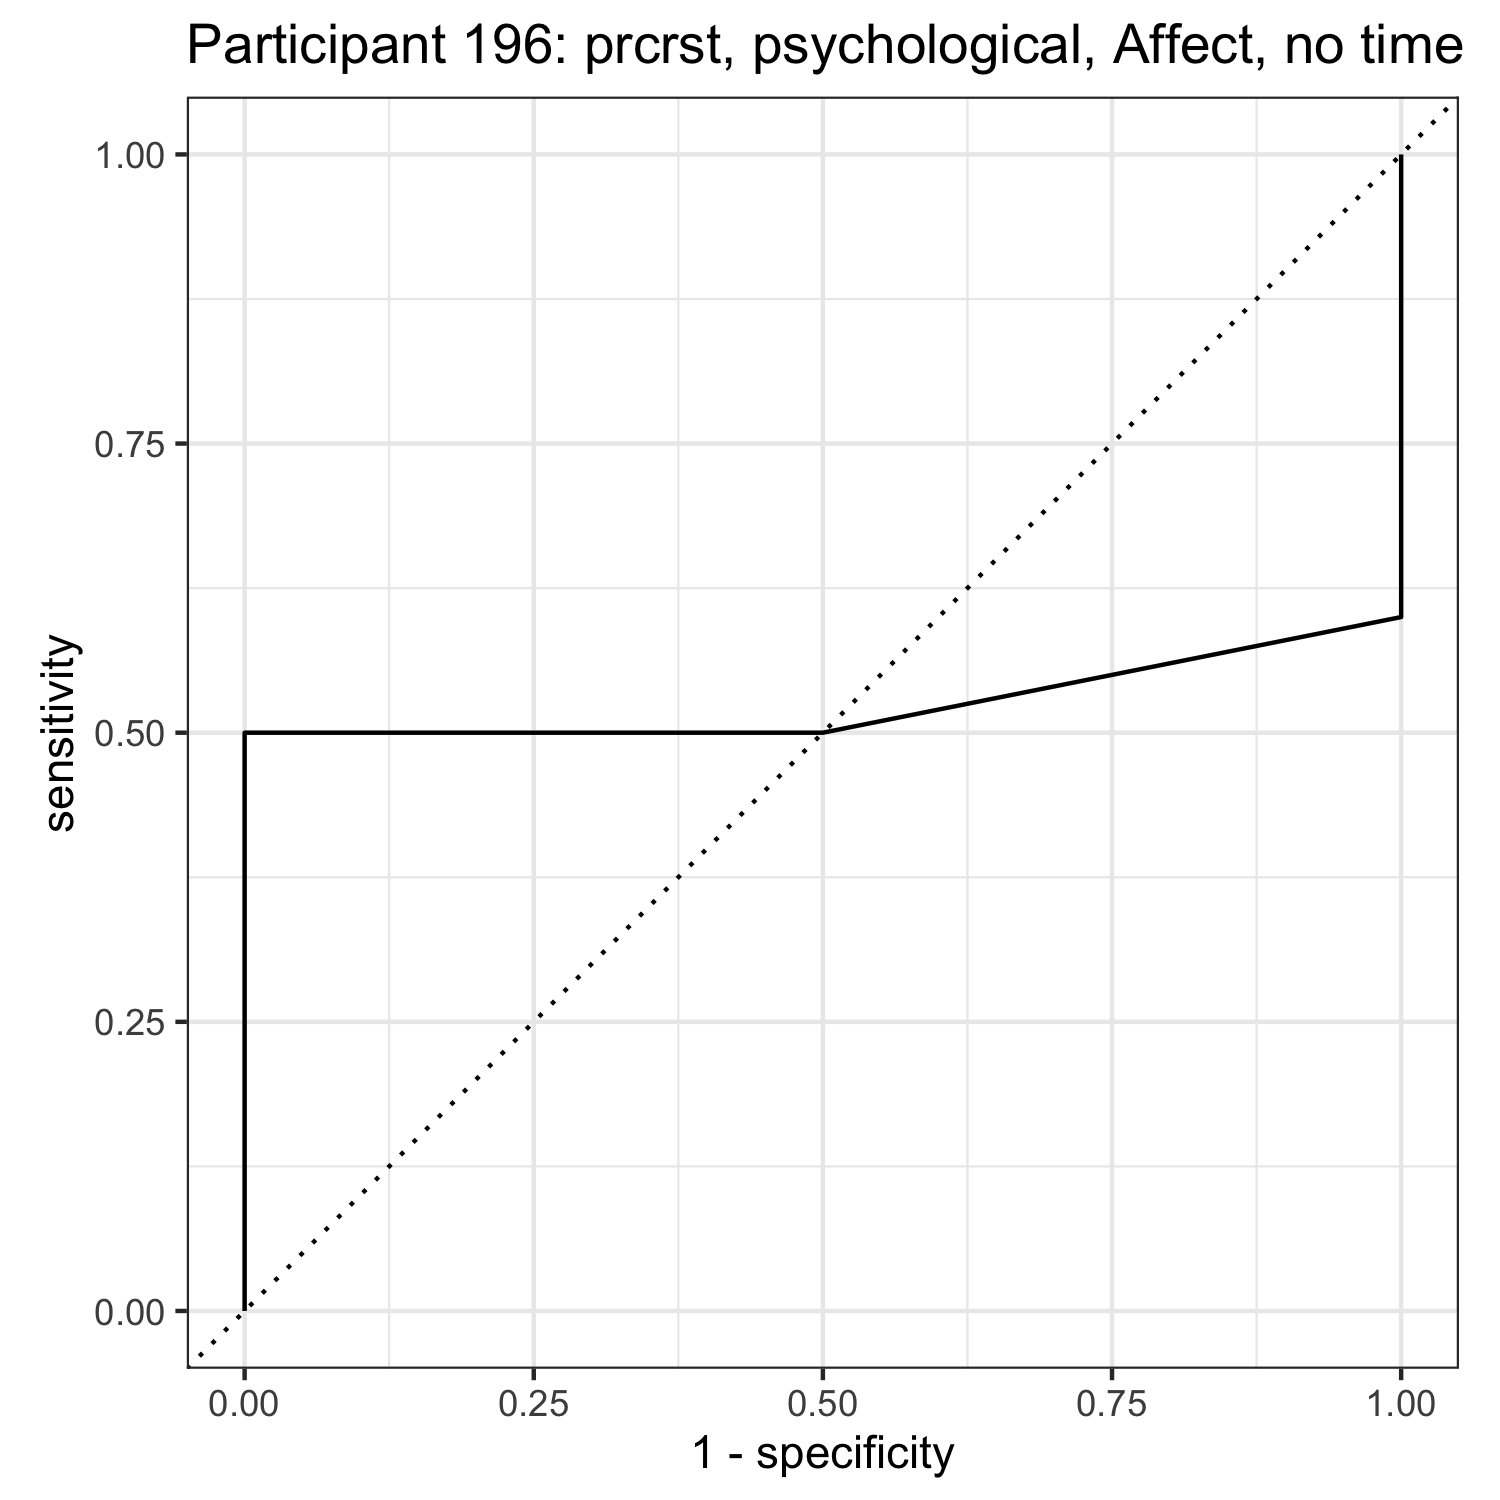 Participant 196: prcrst, psychological, Affect, no time
1.00
0.75
0.50
0.25
0.00
sensitivity
0.00 0.25 0.50 0.75 1.00
1 - specificity